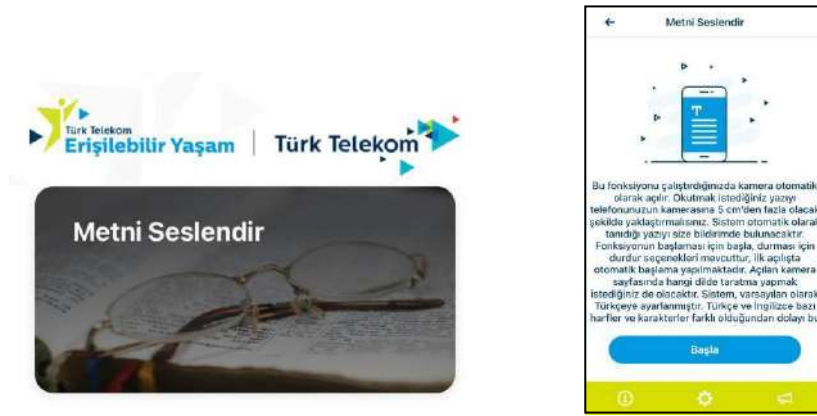 Türk Telekom
Erişilebilir Yaşam
Türk Telekom
Metni Seslendir
Metni Seslendir
T
Bu fonksiyonu çalıştırdığınızda kamera otomatik
olarak açılır. Okutmak istediğiniz yazıyı
telefonunuzun kamerasına 5 cm'den fazla olacak
şekilde yaklaştırmalısınız. Sistem otomatik olarak
tanıdığı yazıyı size bildirimde bulunacaktır.
Fonksiyonun başlaması için başla, durması için
durdur seçenekleri mevcuttur, ilk açılışta
otomatik başlama yapılmaktadır. Açılan kamera
sayfasında hangi dilde taratma yapmak
istediğiniz de olacaktır. Sistem, varsayılan olarak
Türkçeye ayarlanmıştır. Türkçe ve İngilizce bazı
harfler ve karakterler farklı olduğundan dolayı bu
Başla